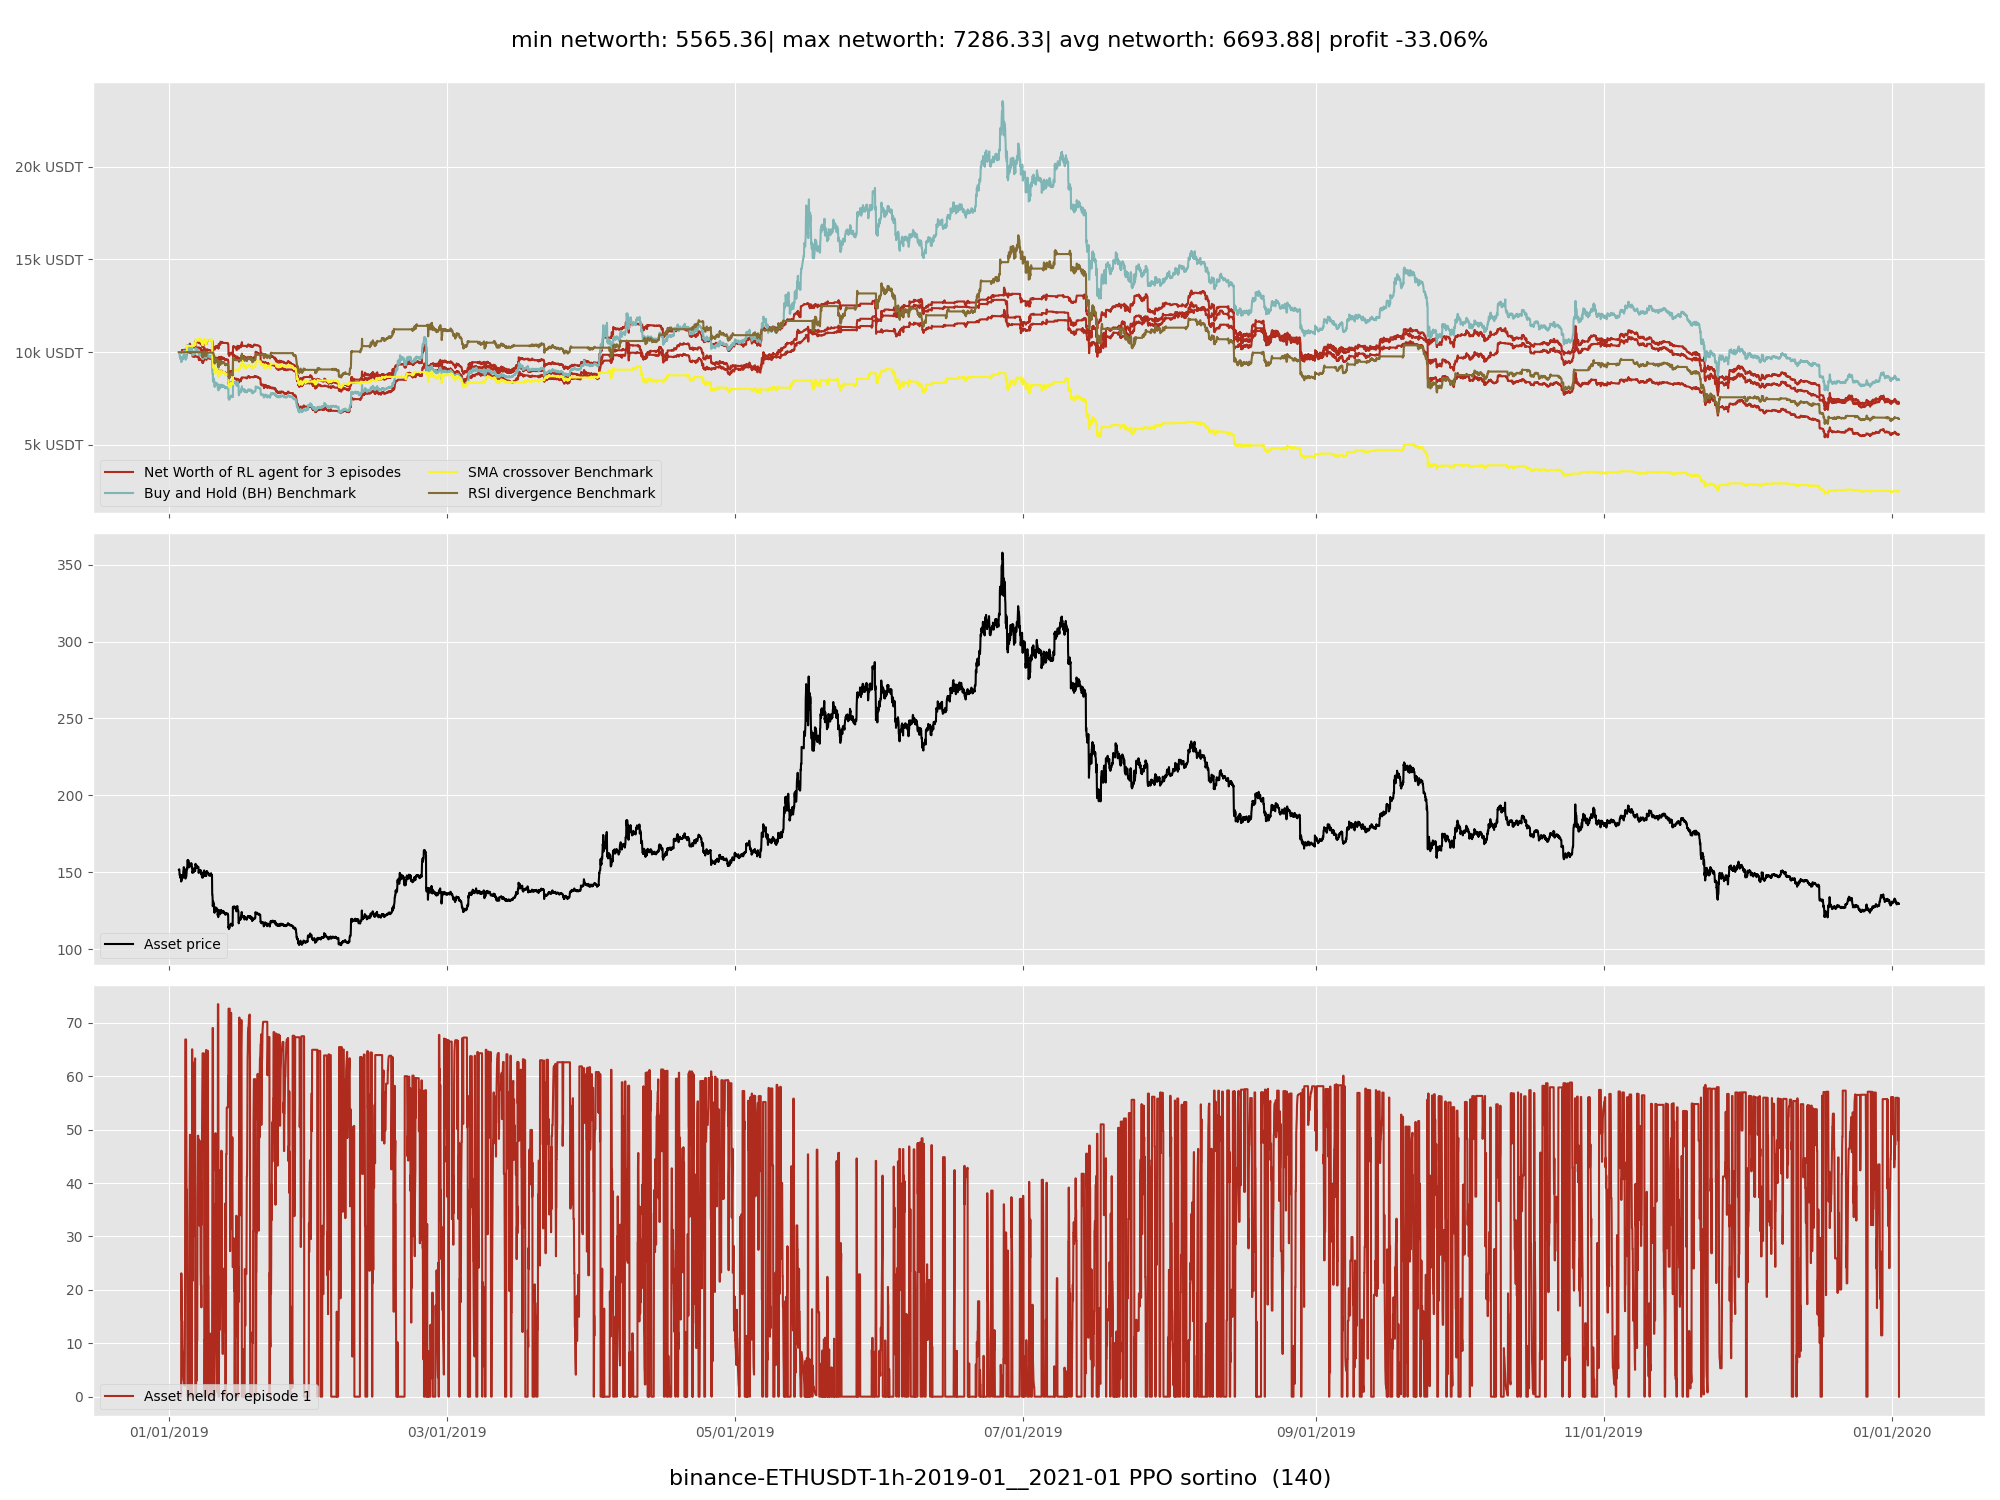 min networth: 5565.36| max networth: 7286.33| avg networth: 6693.88| profit -33.06%
20k USDT
15k USDT
10k USDT
5k USDT
Net Worth of RL agent for 3 episodes
Buy and Hold (BH) Benchmark
SMA crossover Benchmark
RSI divergence Benchmark
350
300
250
200
150
100
Asset price
70
60
50
40
30
20
10
0
Asset held for episode 1
01/01/2019 03/01/2019 05/01/2019 07/01/2019 09/01/2019 11/01/2019 01/01/2020
binance-ETHUSDT-1h-2019-01__2021-01 PPO sortino (140)